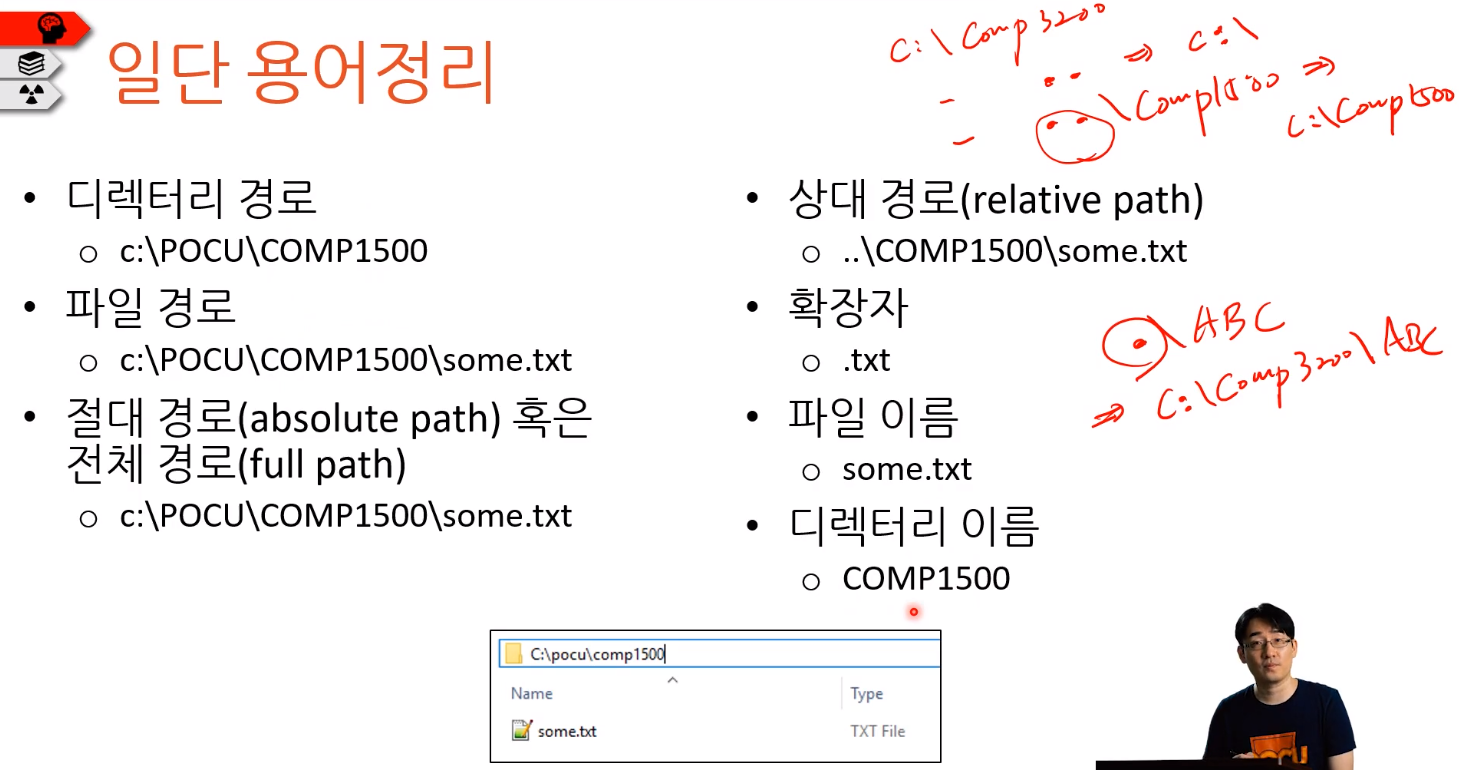 일단 용어정리
C:\Comp3200
.. ⇒ C:\
..\Comp1500 ⇒
C:\Comp1500
• 디렉터리 경로
o c:\POCU\COMP1500
• 파일 경로
o c:\POCU\COMP1500\some.txt
• 절대 경로(absolute path) 혹은
전체 경로(full path)
o c:\POCU\COMP1500\some.txt
• 상대 경로(relative path)
o ..\COMP1500\some.txt
• 확장자
o .txt
• 파일 이름
o some.txt
• 디렉터리 이름
o COMP1500
.\ABC
⇒ C:\Comp3200\ABC
C:\pocu\comp1500
Name Type
some.txt TXT File
POCU